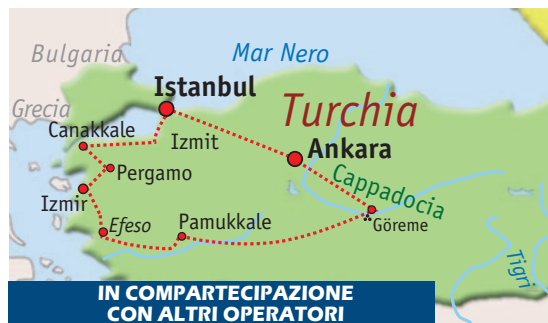 Bulgaria
Mar Nero
Istanbul
Grecia
Turchia
Canakkale
Izmit
Ankara
Pergamo
Cappadocia
Izmir
Efeso
Pamukkale
Göreme
Tigri
IN COMPARTECIPAZIONE
CON ALTRI OPERATORI